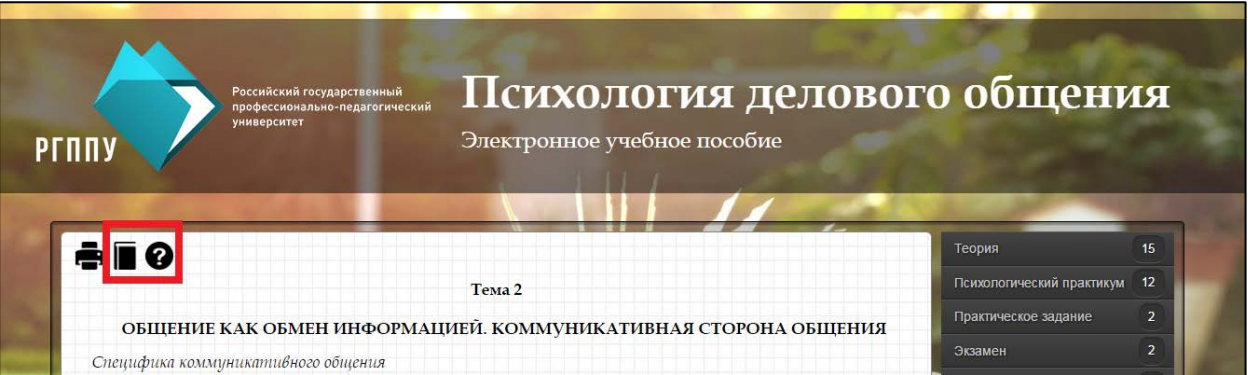 РГППУ
Российский государственный
профессионально-педагогический
университет
Психология делового общения
Электронное учебное пособие
?
Тема 2
ОБЩЕНИЕ КАК ОБМЕН ИНФОРМАЦИЕЙ. КОММУНИКАТИВНАЯ СТОРОНА ОБЩЕНИЯ
Специфика коммуникативного общения
Теория 15
Психологический практикум 12
Практическое задание 2
Экзамен 2